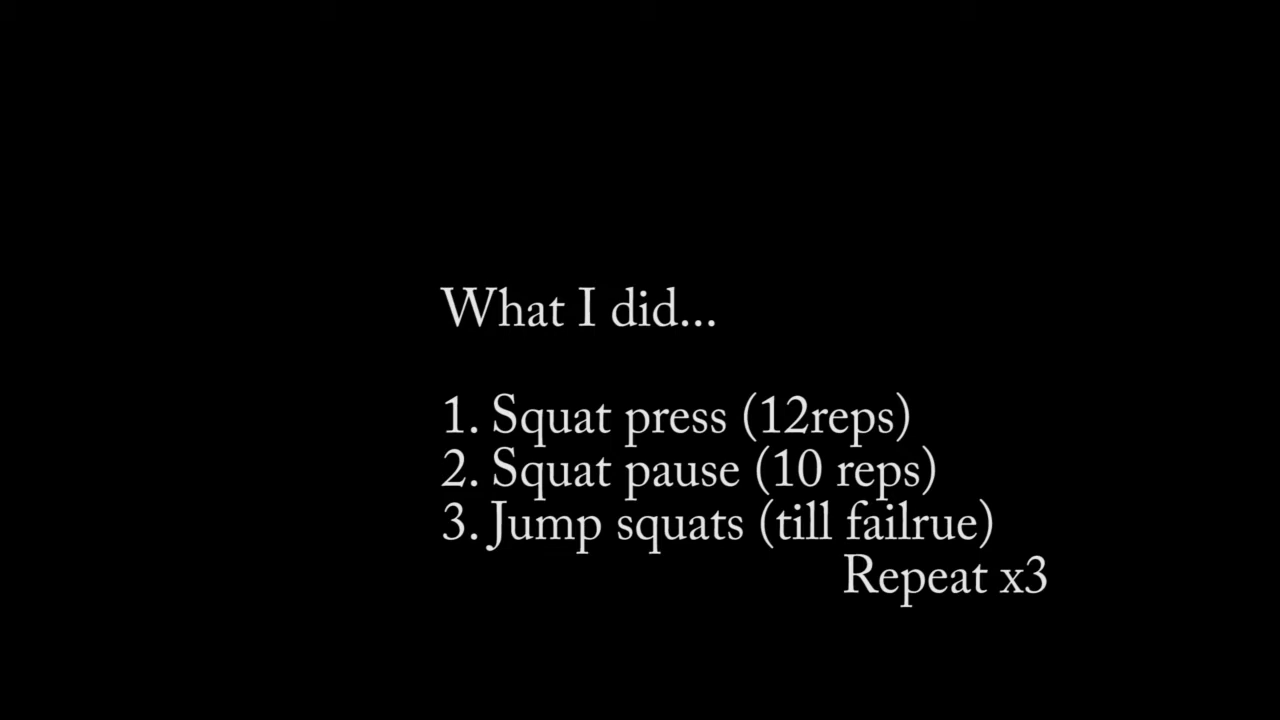 What I did...
1. Squat press (12reps)
2. Squat pause (10 reps)
3. Jump squats (till failrue)
Repeat x3